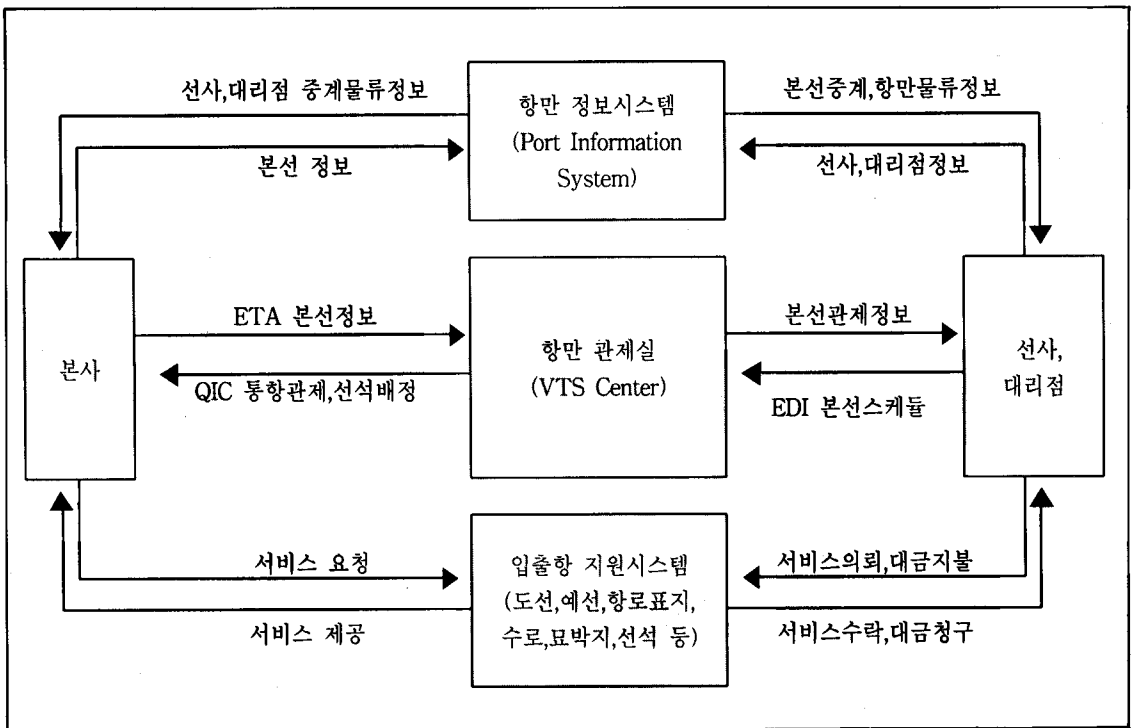 선사,대리점 중계물류정보
항만 정보시스템
(Port Information
System)
본선중계,항만물류정보
본선 정보
선사,대리점정보
본사
ETA 본선정보
QIC 통항관제,선석배정
항만 관제실
(VTS Center)
본선관제정보
EDI 본선스케듈
선사,
대리점
서비스 요청
서비스 제공
입출항 지원시스템
(도선,예선,항로표지,
수로,묘박지,선석 등)
서비스의뢰,대금지불
서비스수락,대금청구